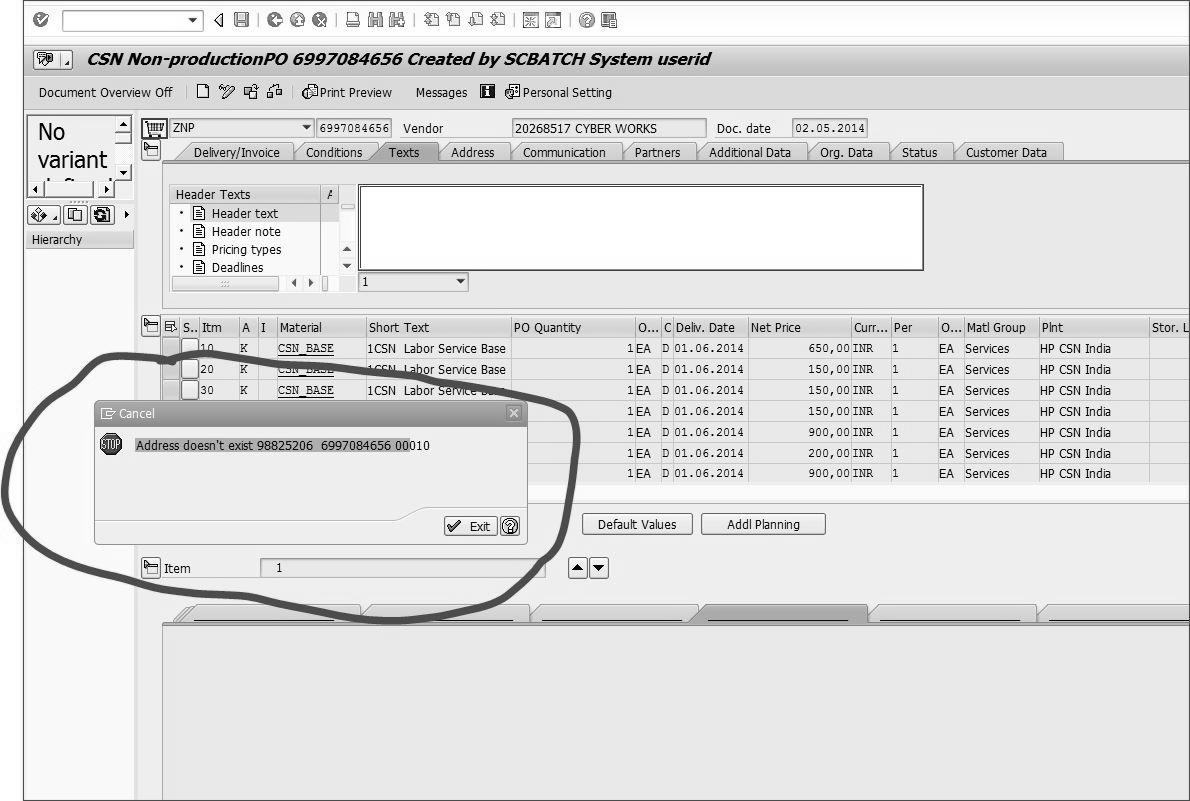 CSN Non-productionPO 6997084656 Created by SCBATCH System userid
Document Overview Off Print Preview Messages Personal Setting
No variant
ZNP 6997084656 Vendor 20268517 CYBER WORKS Doc. date 02.05.2014
Delivery/Invoice Conditions Texts Address Communication Partners Additional Data Org. Data Status Customer Data
Header Texts A
Header text
Header note
Pricing types
Deadlines
1
Hierarchy
S.. Itm A I Material Short Text PO Quantity O... C Deliv. Date Net Price Curr... Per O... Matl Group Plnt Stor. L
10 K CSN_BASE 1CSN Labor Service Base 1 EA D 01.06.2014 650,00 INR 1 EA Services HP CSN India
20 K CSN_BASE 1CSN Labor Service Base 1 EA D 01.06.2014 150,00 INR 1 EA Services HP CSN India
30 K CSN_BASE 1CSN Labor Service Base 1 EA D 01.06.2014 150,00 INR 1 EA Services HP CSN India
1 EA D 01.06.2014 150,00 INR 1 EA Services HP CSN India
1 EA D 01.06.2014 900,00 INR 1 EA Services HP CSN India
1 EA D 01.06.2014 200,00 INR 1 EA Services HP CSN India
1 EA D 01.06.2014 900,00 INR 1 EA Services HP CSN India
Cancel
STOP Address doesn't exist 98825206 6997084656 00010
Exit
Default Values Addl Planning
Item 1